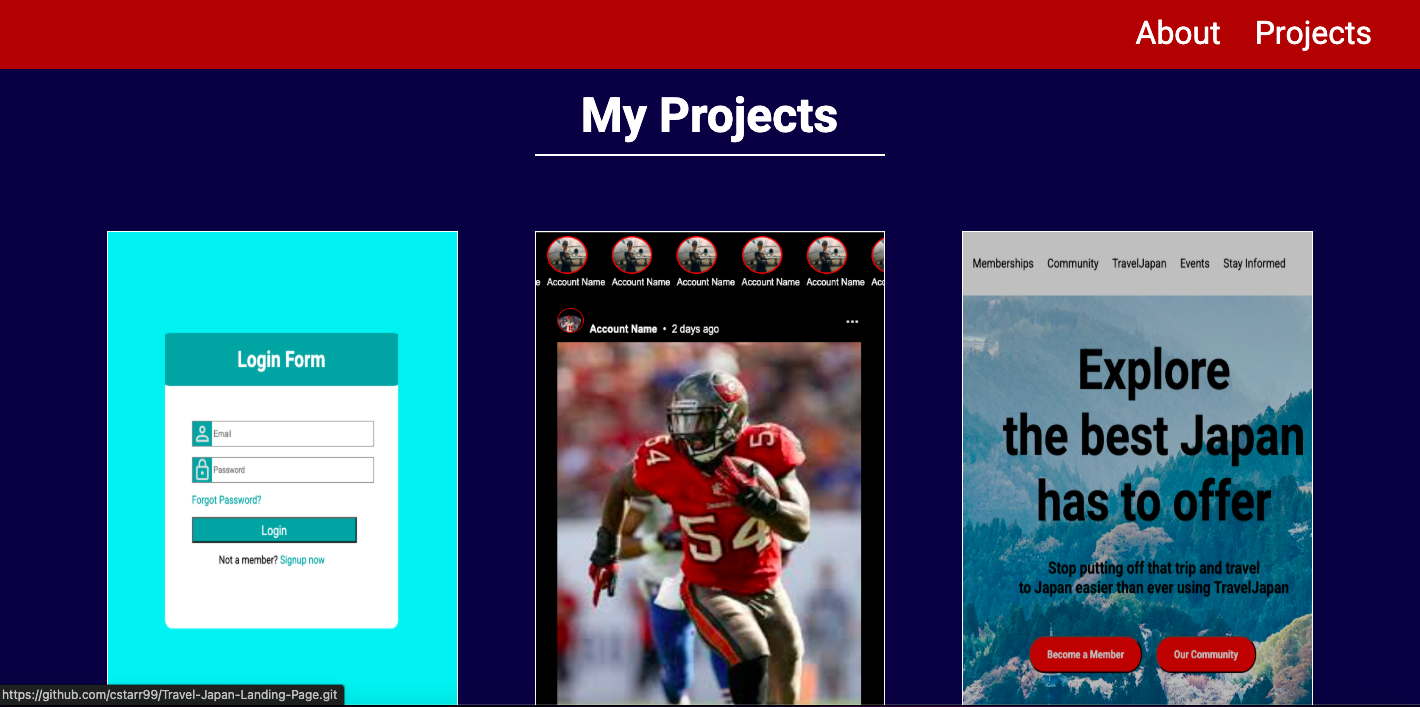 About Projects
My Projects
Login Form
Email
Password
Forgot Password?
Login
Not a member? Signup now
e Account Name Account Name Account Name Account Name Account Name Acc
Account Name • 2 days ago
54
5
54
Memberships Community TravelJapan Events Stay Informed
Explore
the best Japan
has to offer
Stop putting off that trip and travel
to Japan easier than ever using TravelJapan
Become a Member Our Community
https://github.com/cstarr99/Travel-Japan-Landing-Page.git